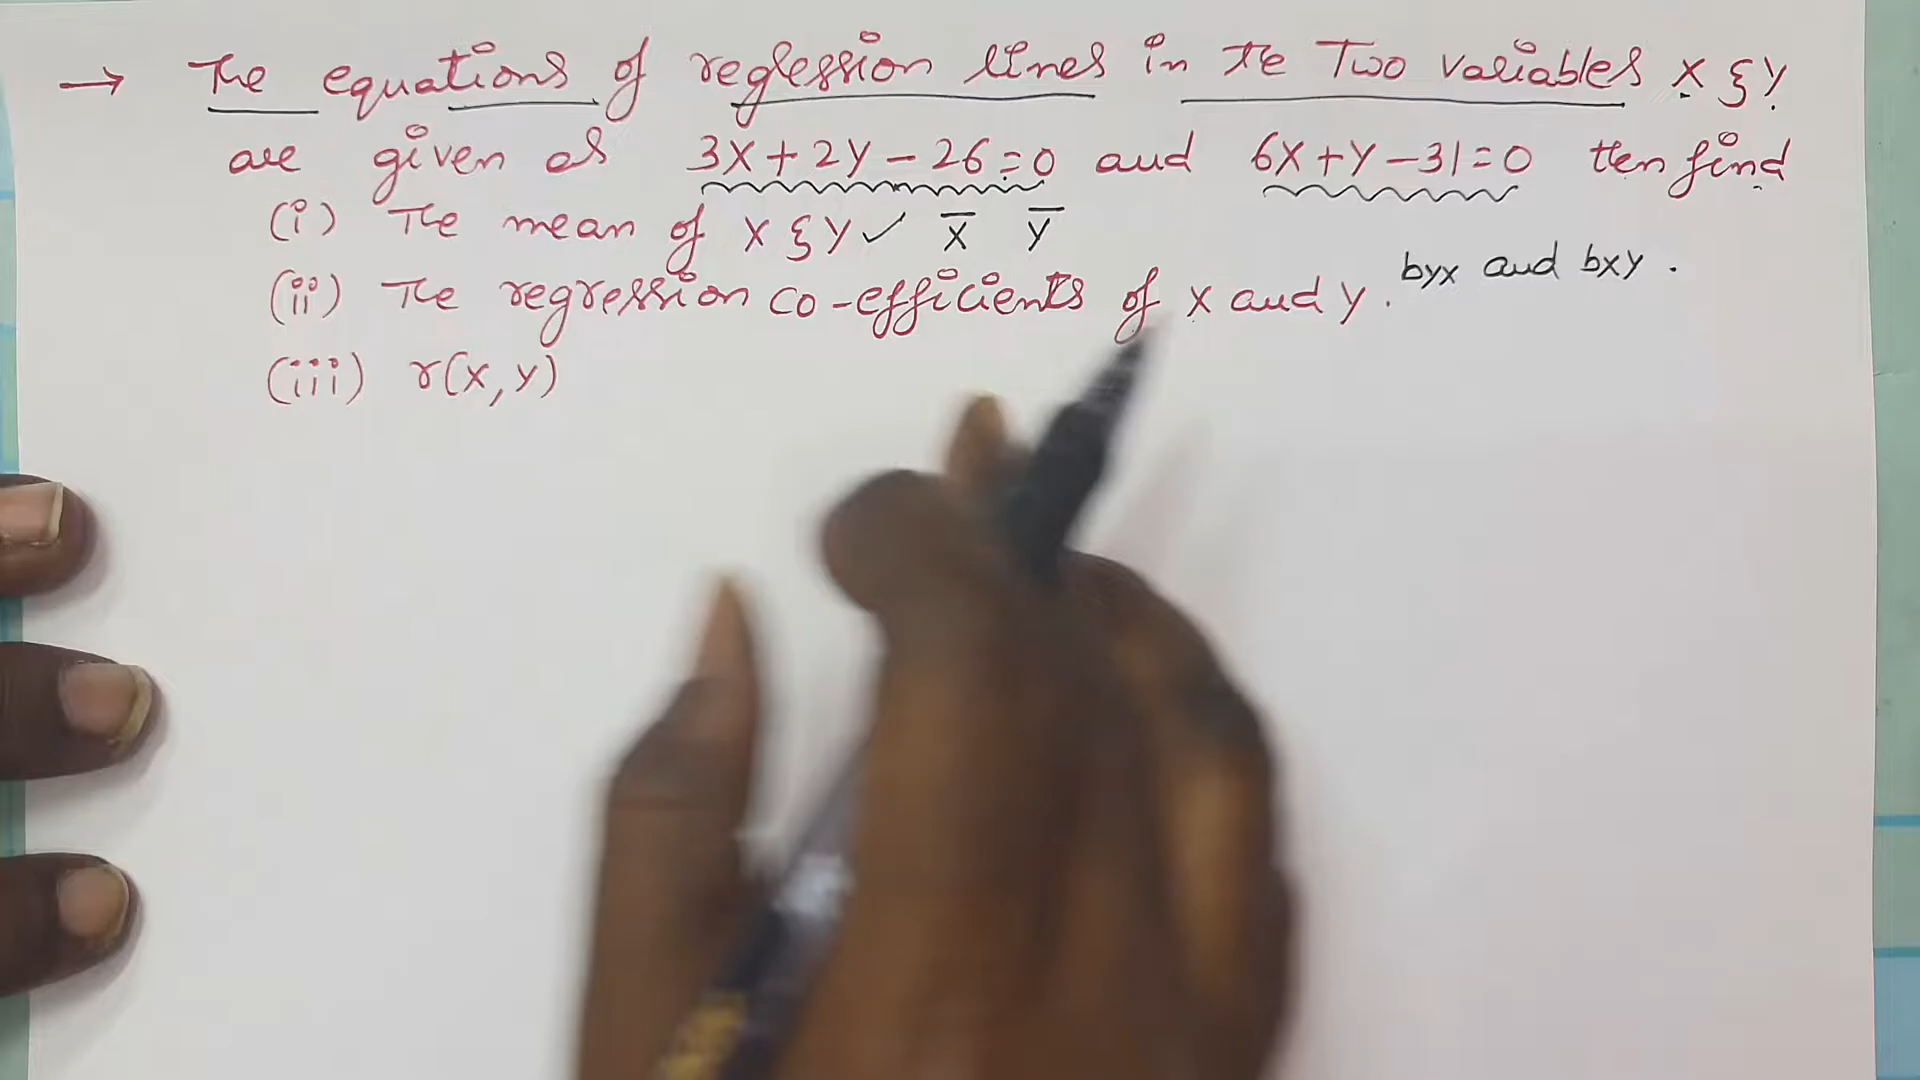 → The equations of reglession lines in the Two variables X & Y
are given as 3X+2Y-26=0 and 6X+Y-31=0 then find
(i) The mean of X & Y ✓ X̅ Y̅
(ii) The regression co-efficients of X and Y. byx and bxy.
(iii) r(X,Y)